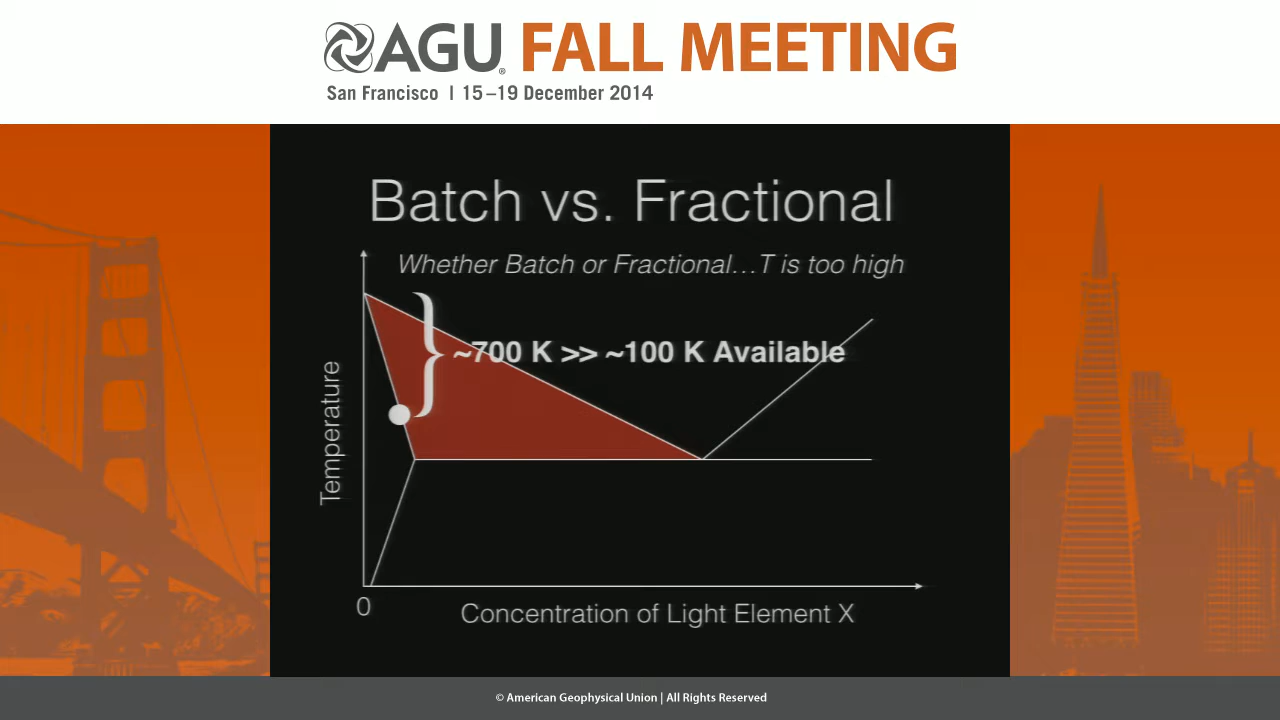 AGU® FALL MEETING
San Francisco | 15–19 December 2014
Batch vs. Fractional
Whether Batch or Fractional...T is too high
~700 K >> ~100 K Available
Temperature
0
Concentration of Light Element X
© American Geophysical Union | All Rights Reserved